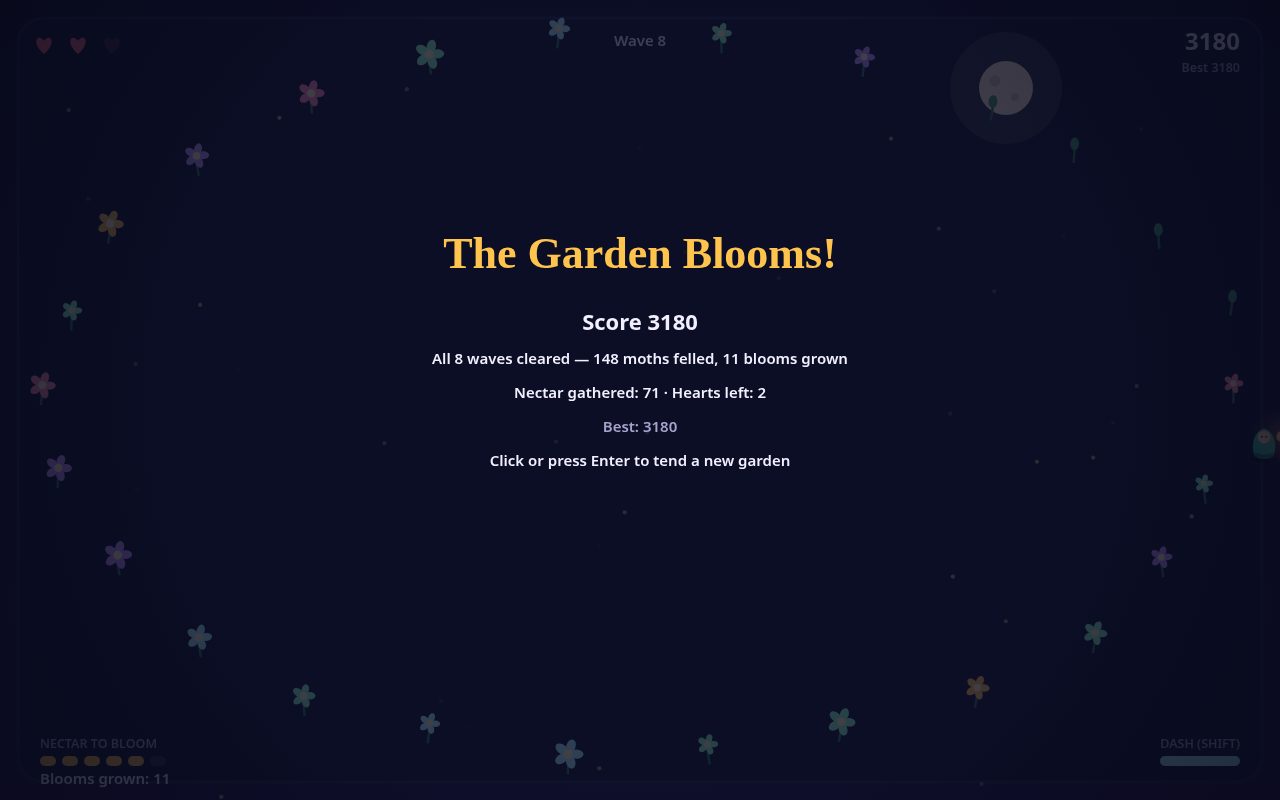 Wave 8
3180
Best 3180
The Garden Blooms!
Score 3180
All 8 waves cleared — 148 moths felled, 11 blooms grown
Nectar gathered: 71 · Hearts left: 2
Best: 3180
Click or press Enter to tend a new garden
NECTAR TO BLOOM
Blooms grown: 11
DASH (SHIFT)